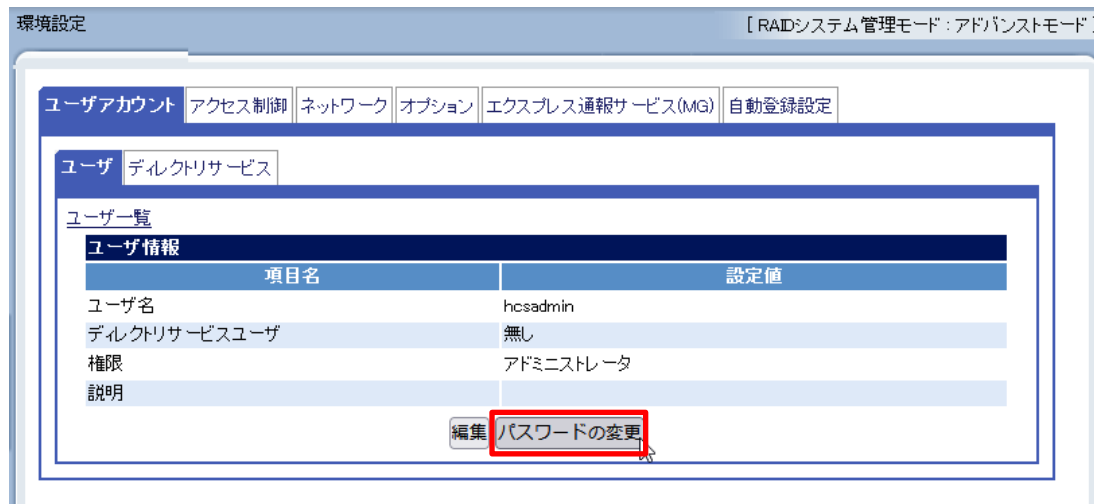 環境設定 [ RAIDシステム管理モード : アドバンストモード ]
ユーザアカウント アクセス制御 ネットワーク オプション エクスプレス通報サービス(MG) 自動登録設定
ユーザ ディレクトリサービス
ユーザ一覧
ユーザ情報
項目名 設定値
ユーザ名 hcsadmin
ディレクトリサービスユーザ 無し
権限 アドミニストレータ
説明
編集 パスワードの変更